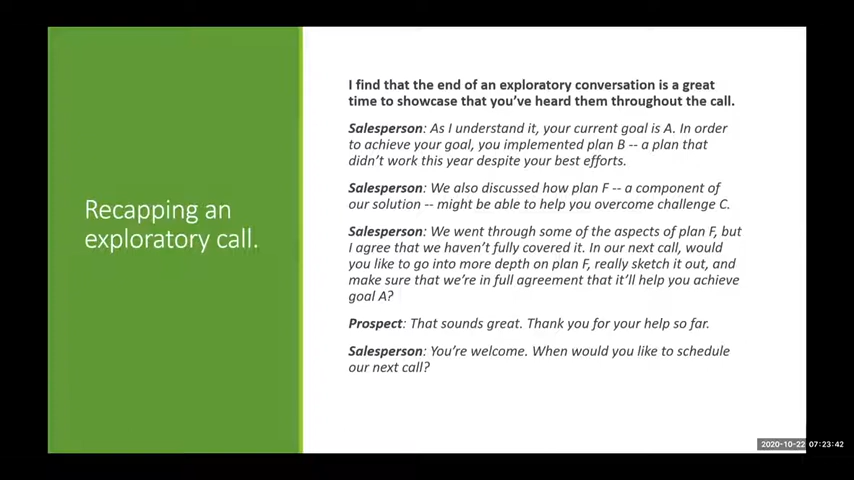 Recapping an
exploratory call.
I find that the end of an exploratory conversation is a great
time to showcase that you've heard them throughout the call.
Salesperson: As I understand it, your current goal is A. In order
to achieve your goal, you implemented plan B -- a plan that
didn't work this year despite your best efforts.
Salesperson: We also discussed how plan F -- a component of
our solution -- might be able to help you overcome challenge C.
Salesperson: We went through some of the aspects of plan F, but
I agree that we haven't fully covered it. In our next call, would
you like to go into more depth on plan F, really sketch it out, and
make sure that we're in full agreement that it'll help you achieve
goal A?
Prospect: That sounds great. Thank you for your help so far.
Salesperson: You're welcome. When would you like to schedule
our next call?
2020-10-22 07:23:42